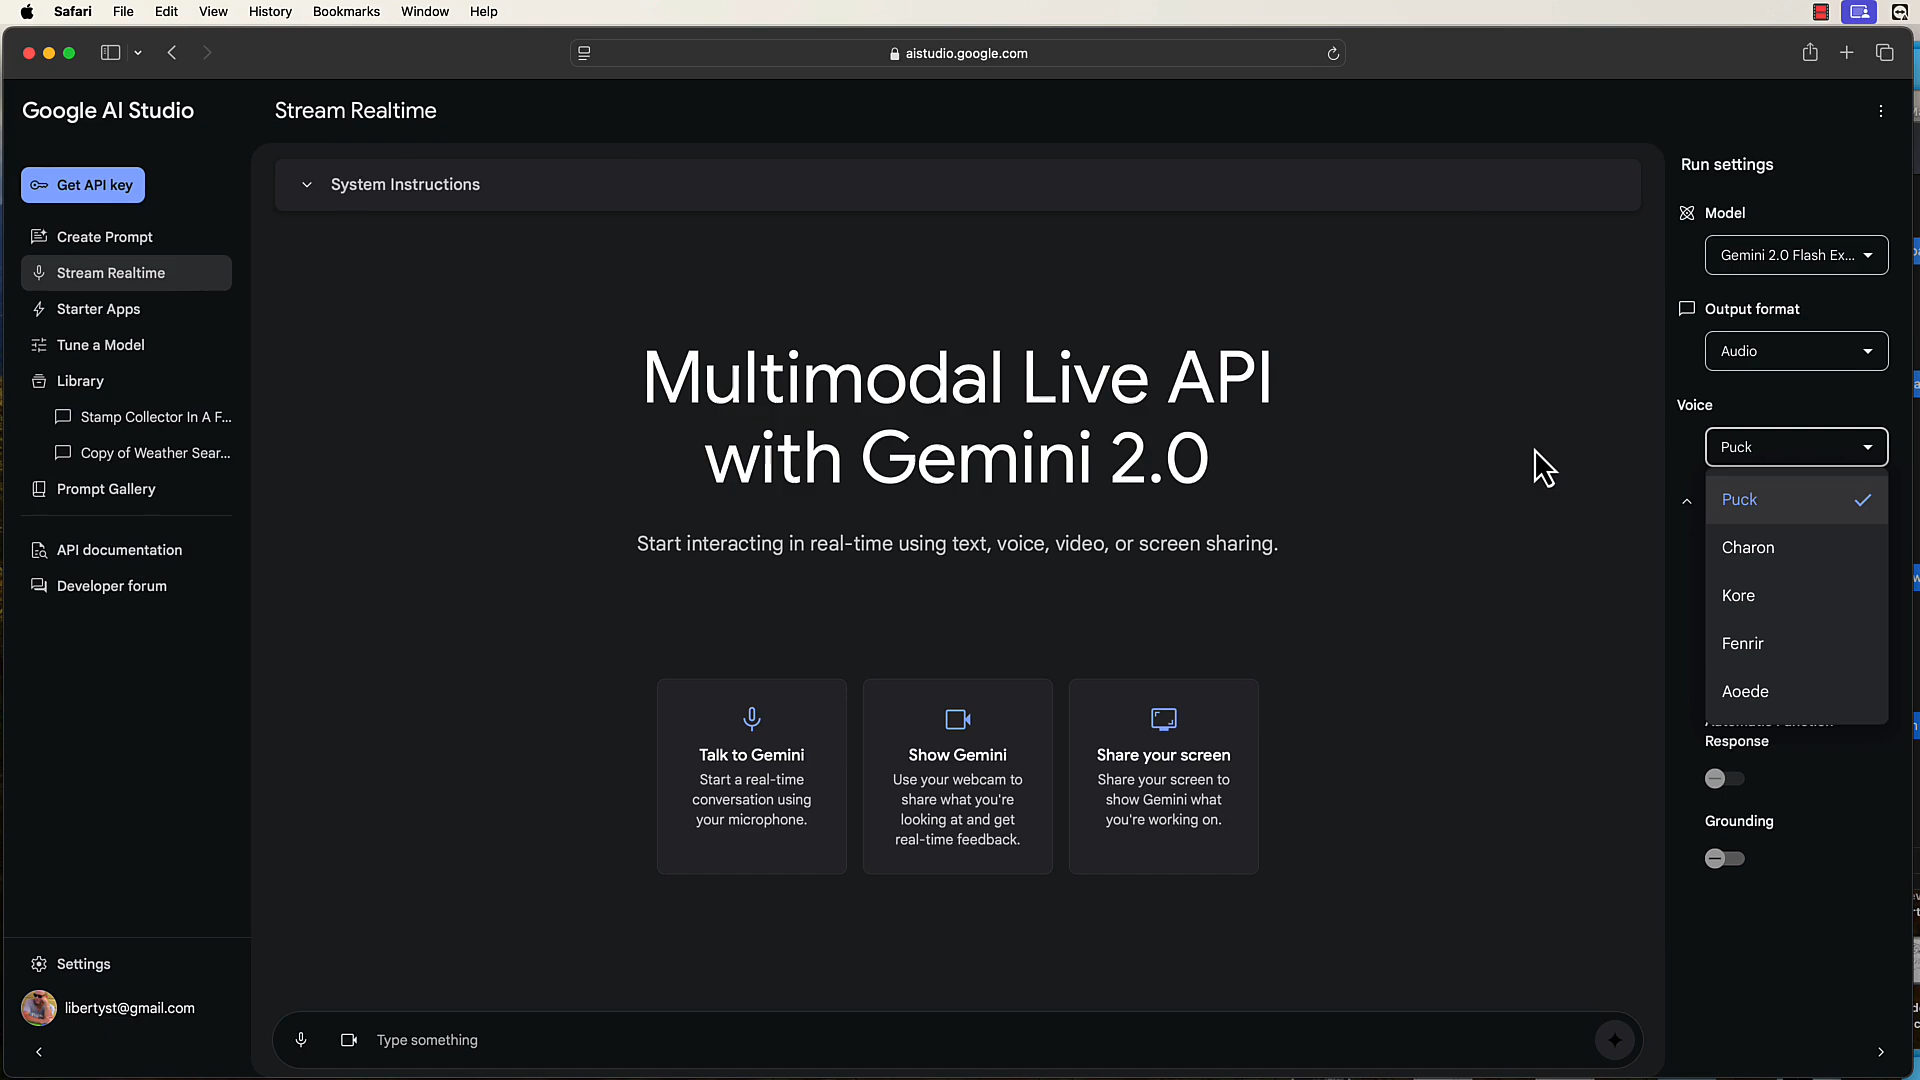 Safari File Edit View History Bookmarks Window Help
aistudio.google.com
Google AI Studio
Stream Realtime
Get API key
Create Prompt
Stream Realtime
Starter Apps
Tune a Model
Library
Stamp Collector In A F...
Copy of Weather Sear...
Prompt Gallery
API documentation
Developer forum
Settings
libertyst@gmail.com
System Instructions
Multimodal Live API
with Gemini 2.0
Start interacting in real-time using text, voice, video, or screen sharing.
Talk to Gemini
Start a real-time
conversation using
your microphone.
Show Gemini
Use your webcam to
share what you're
looking at and get
real-time feedback.
Share your screen
Share your screen to
show Gemini what
you're working on.
Type something
Run settings
Model
Gemini 2.0 Flash Ex...
Output format
Audio
Voice
Puck
Puck
Charon
Kore
Fenrir
Aoede
Automatic Function
Response
Grounding